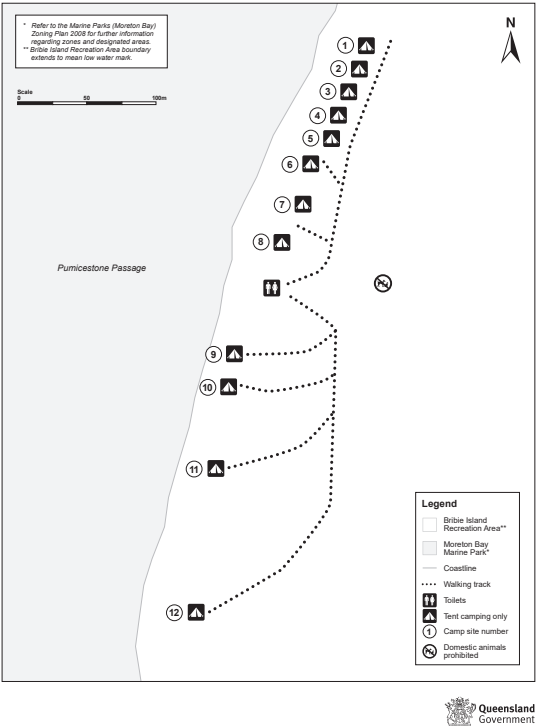 * Refer to the Marine Parks (Moreton Bay)
Zoning Plan 2008 for further information
regarding zones and designated areas.
** Bribie Island Recreation Area boundary
extends to mean low water mark.
Scale
0 50 100m
N
1
2
3
4
5
6
7
8
Pumicestone Passage
9
10
11
12
Legend
Bribie Island
Recreation Area**
Moreton Bay
Marine Park*
Coastline
Walking track
Toilets
Tent camping only
1 Camp site number
Domestic animals
prohibited
Queensland
Government